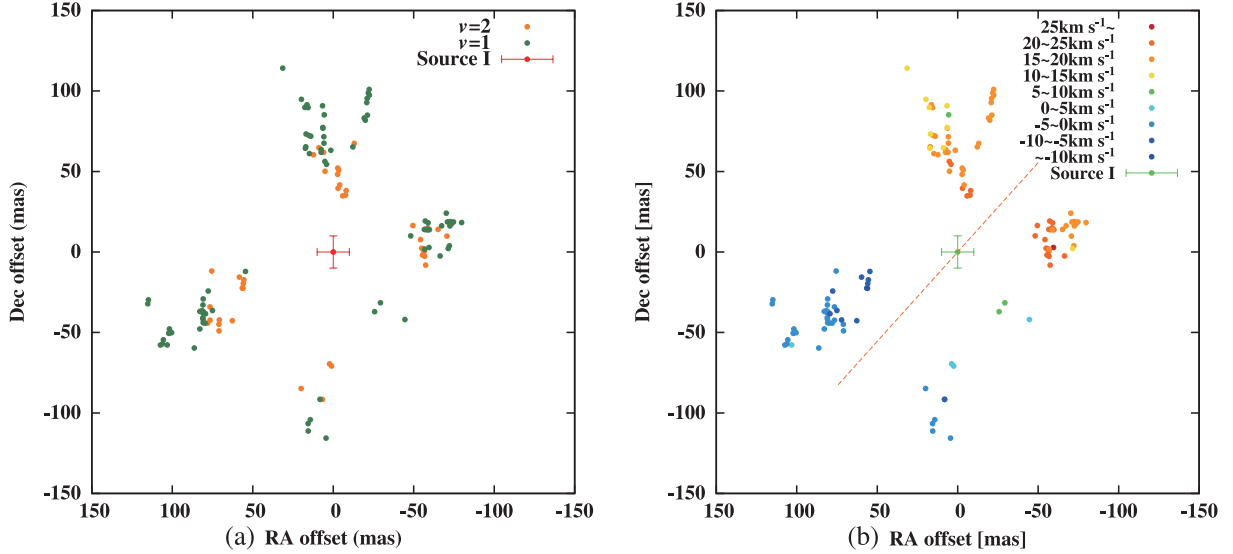 150
100
50
0
-50
-100
-150
150
100
50
0
-50
-100
-150
Dec offset (mas)
(a) RA offset (mas)
v=2
v=1
Source I
150
100
50
0
-50
-100
-150
150
100
50
0
-50
-100
-150
Dec offset [mas]
(b) RA offset [mas]
25km s⁻¹~
20~25km s⁻¹
15~20km s⁻¹
10~15km s⁻¹
5~10km s⁻¹
0~5km s⁻¹
-5~0km s⁻¹
-10~-5km s⁻¹
~-10km s⁻¹
Source I